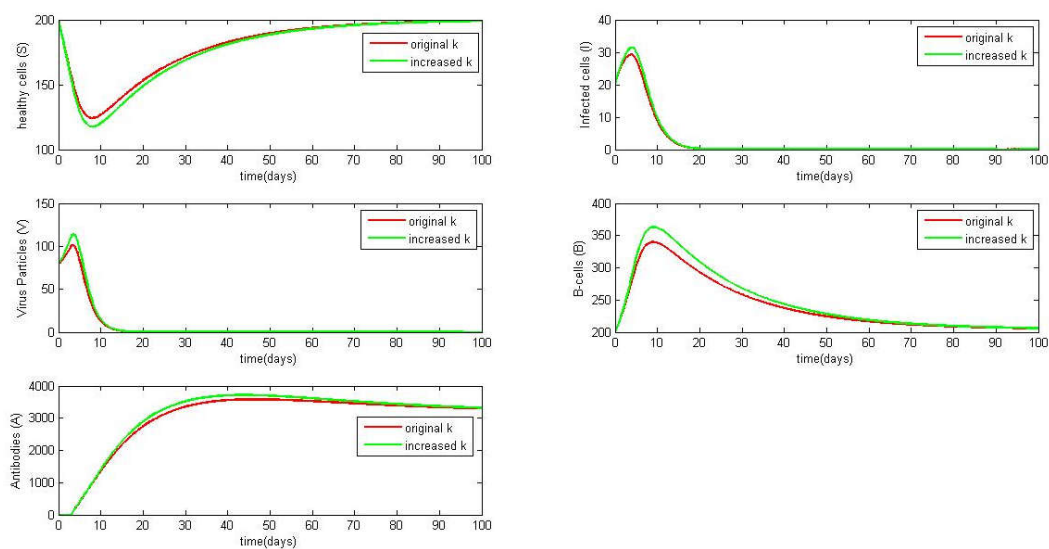 healthy cells (S)
200
150
100
original k
increased k
0 10 20 30 40 50 60 70 80 90 100
time(days)
Infected cells (I)
40
30
20
10
0
original k
increased k
0 10 20 30 40 50 60 70 80 90 100
time(days)
Virus Particles (V)
150
100
50
0
original k
increased k
0 10 20 30 40 50 60 70 80 90 100
time(days)
B-cells (B)
400
350
300
250
200
original k
increased k
0 10 20 30 40 50 60 70 80 90 100
time(days)
Antibodies (A)
4000
3000
2000
1000
0
original k
increased k
0 10 20 30 40 50 60 70 80 90 100
time(days)